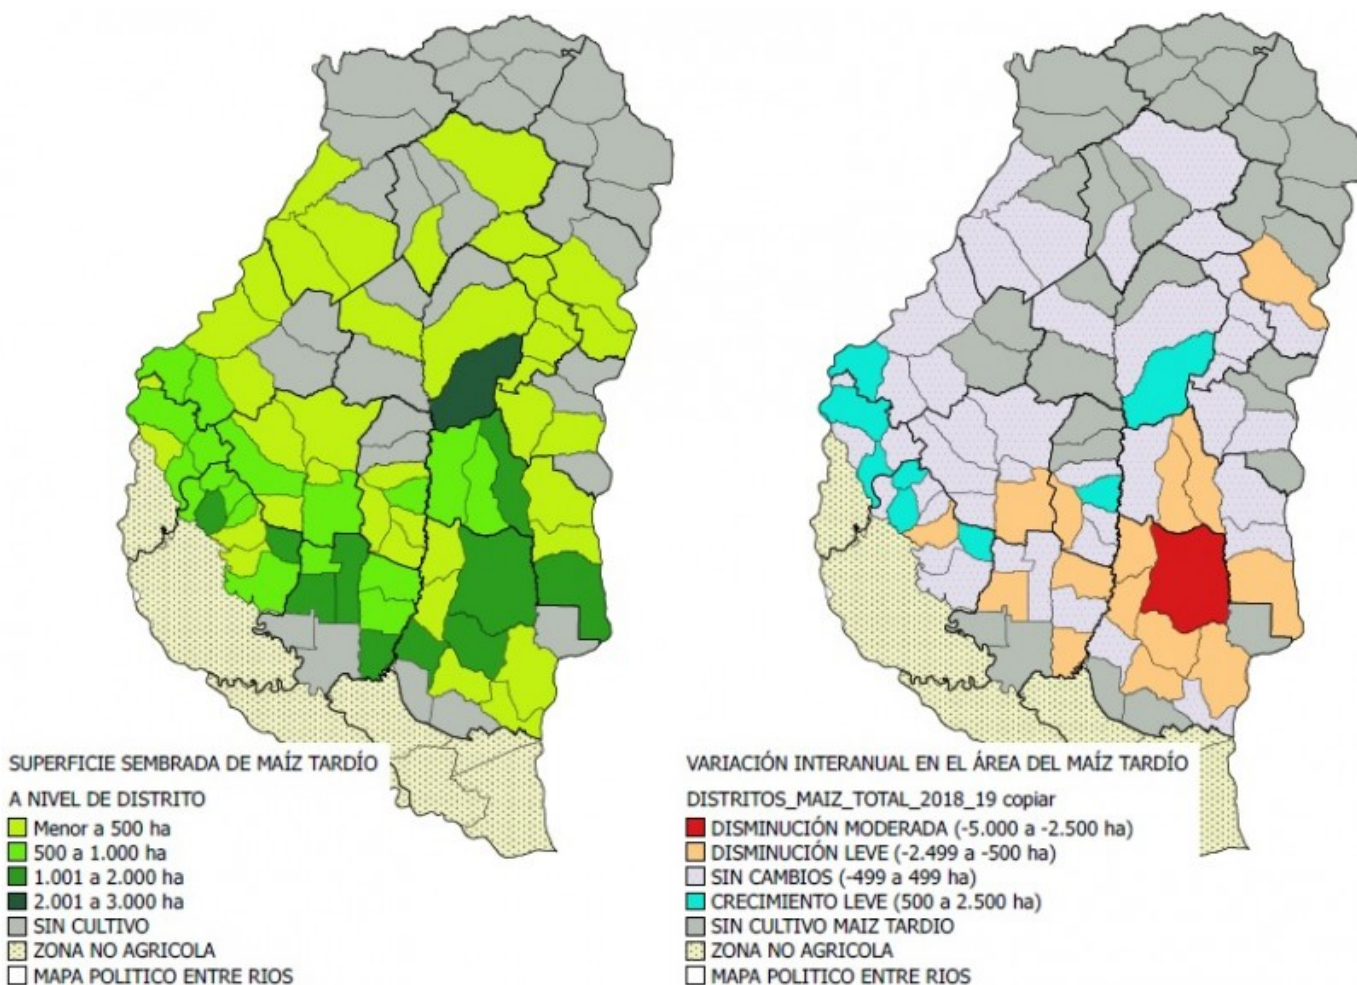 SUPERFICIE SEMBRADA DE MAÍZ TARDÍO
A NIVEL DE DISTRITO
Menor a 500 ha
500 a 1.000 ha
1.001 a 2.000 ha
2.001 a 3.000 ha
SIN CULTIVO
ZONA NO AGRICOLA
MAPA POLITICO ENTRE RIOS
VARIACIÓN INTERANUAL EN EL ÁREA DEL MAÍZ TARDÍO
DISTRITOS_MAIZ_TOTAL_2018_19 copiar
DISMINUCIÓN MODERADA (-5.000 a -2.500 ha)
DISMINUCIÓN LEVE (-2.499 a -500 ha)
SIN CAMBIOS (-499 a 499 ha)
CRECIMIENTO LEVE (500 a 2.500 ha)
SIN CULTIVO MAIZ TARDIO
ZONA NO AGRICOLA
MAPA POLITICO ENTRE RIOS